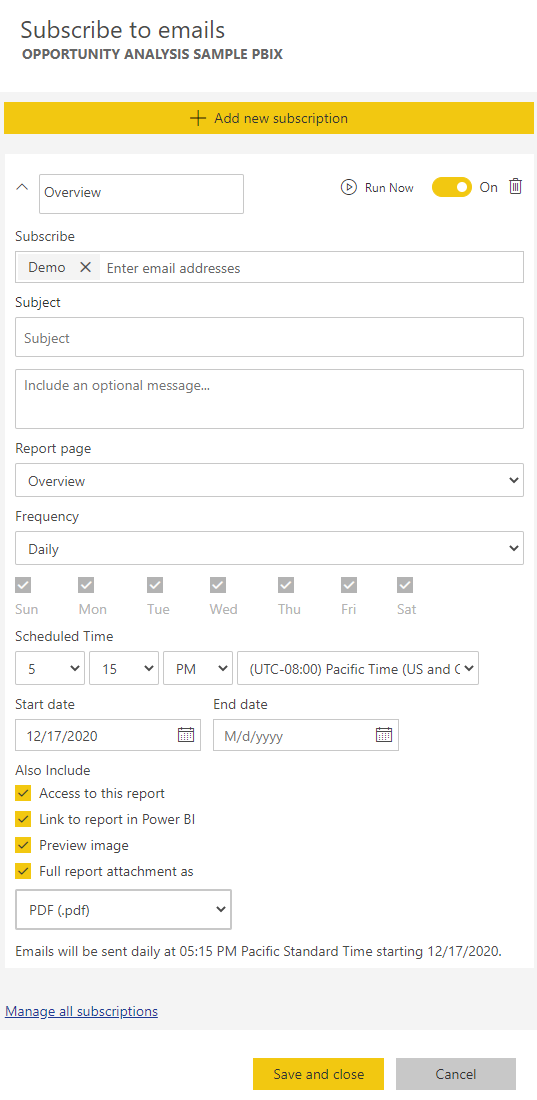 Subscribe to emails
OPPORTUNITY ANALYSIS SAMPLE PBIX
Add new subscription
Overview Run Now On
Subscribe
Demo Enter email addresses
Subject
Subject
Include an optional message...
Report page
Overview
Frequency
Daily
Sun Mon Tue Wed Thu Fri Sat
Scheduled Time
5 15 PM (UTC-08:00) Pacific Time (US and C
Start date End date
12/17/2020 M/d/yyyy
Also Include
Access to this report
Link to report in Power BI
Preview image
Full report attachment as
PDF (.pdf)
Emails will be sent daily at 05:15 PM Pacific Standard Time starting 12/17/2020.
Manage all subscriptions
Save and close Cancel